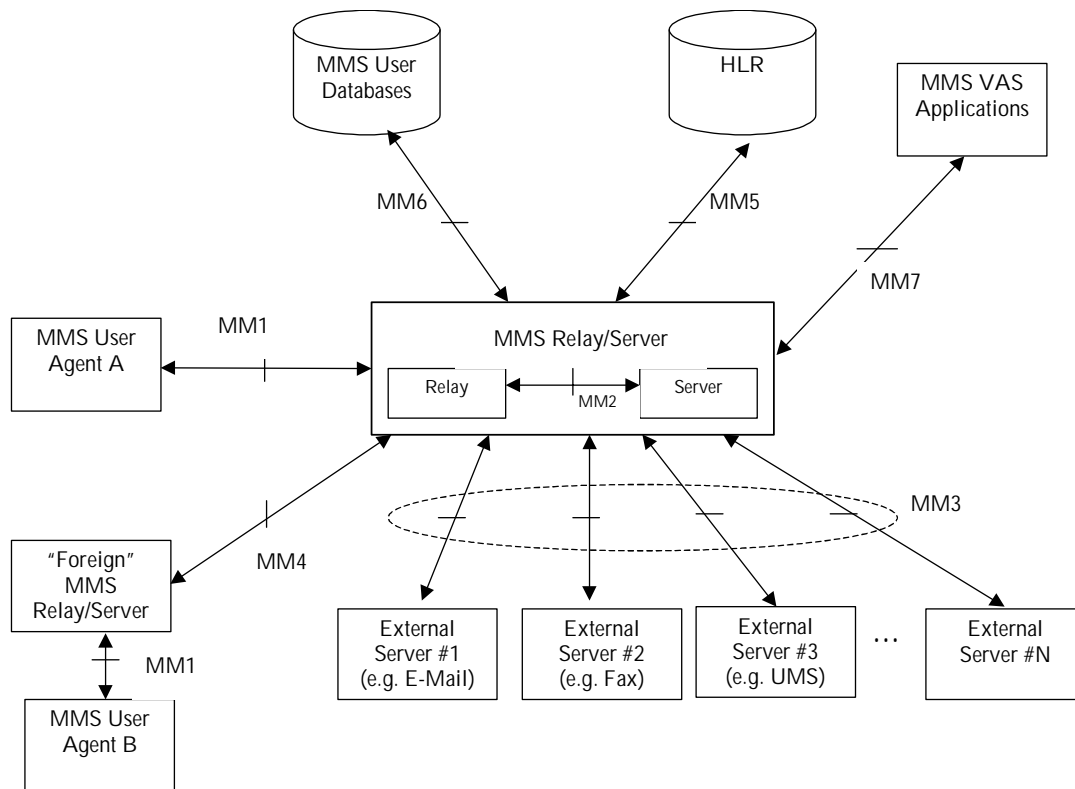 MMS User
Databases
HLR
MMS VAS
Applications
MM6
MM5
MM7
MMS User
Agent A
MM1
MMS Relay/Server
Relay
MM2
Server
MM3
"Foreign"
MMS
Relay/Server
MM4
MM1
MMS User
Agent B
External
Server #1
(e.g. E-Mail)
External
Server #2
(e.g. Fax)
External
Server #3
(e.g. UMS)
...
External
Server #N